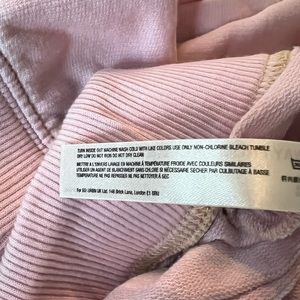 TURN INSIDE OUT MACHINE WASH COLD WITH LIKE COLORS USE ONLY NON-CHLORINE BLEACH TUMBLE
DRY LOW DO NOT IRON DO NOT DRY CLEAN
METTRE À L'ENVERS LAVAGE EN MACHINE À TEMPÉRATURE FROIDE AVEC COULEURS SIMILAIRES
UTILISER UN AGENT DE BLANCHIMENT SANS CHLORE SI NÉCESSAIRE SÉCHER PAR CULBUTAGE À BASSE
TEMPÉRATURE NE PAS REPASSER NE PAS NETTOYER À SEC
For EU: URBN UK Ltd. 146 Brick Lane, London E1 6RU